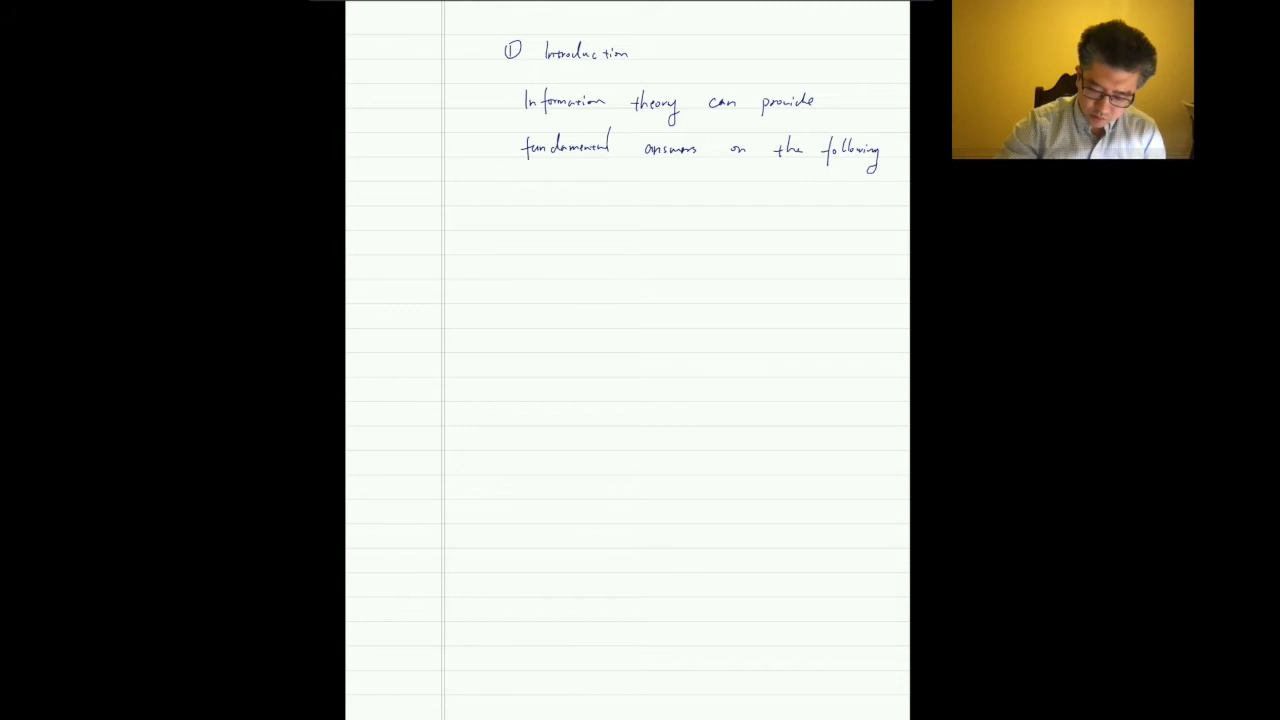 ① Introduction
Information theory can provide
fundamental answers on the following